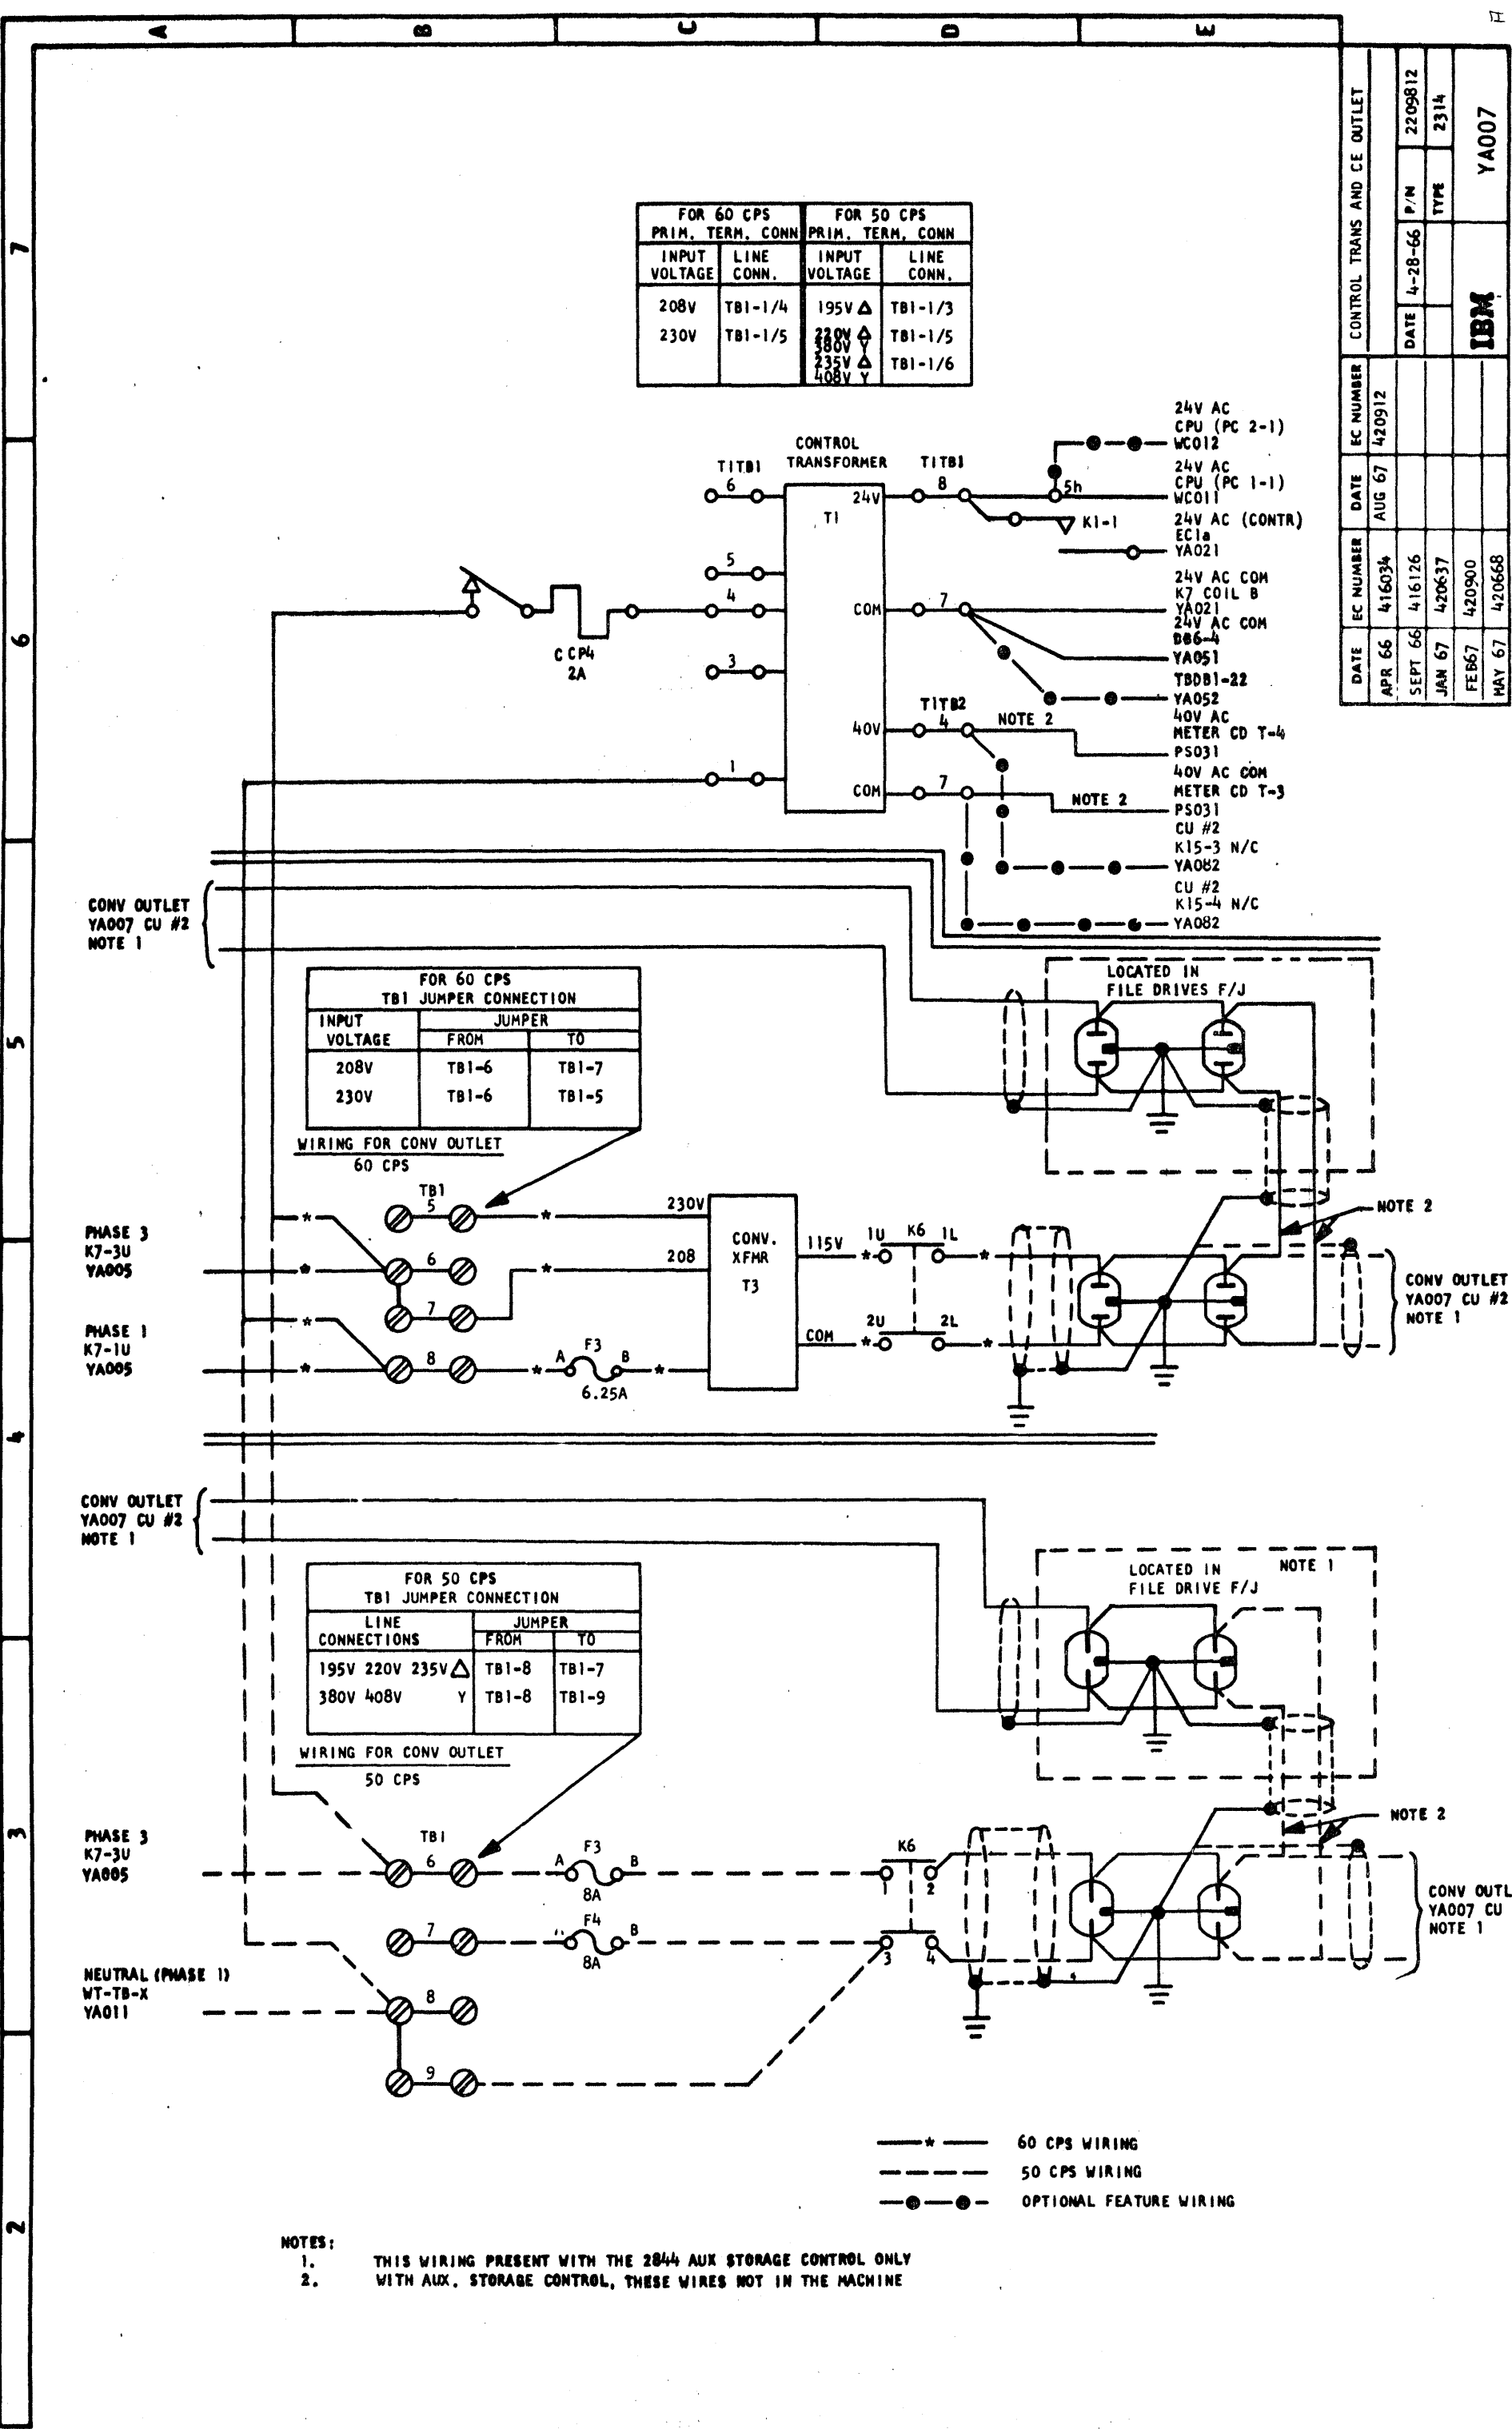 A
B
C
D
E
7
6
5
4
3
2
CONTROL TRANS AND CE OUTLET
DATE 4-28-66 P/N 2209812
TYPE 2314
IBM YA007
DATE EC NUMBER DATE EC NUMBER
APR 66 416034 AUG 67 420912
SEPT 66 416126
JAN 67 420637
FEB67 420900
MAY 67 420668
FOR 60 CPS
PRIM. TERM. CONN
FOR 50 CPS
PRIM. TERM. CONN
INPUT VOLTAGE
LINE CONN.
INPUT VOLTAGE
LINE CONN.
208V TB1-1/4 195V △ TB1-1/3
230V TB1-1/5 220V △ TB1-1/5
380V Y
235V △ TB1-1/6
408V Y
CONTROL
TRANSFORMER
T1TB1
6
5
4
3
1
T1
24V
COM
40V
COM
T1TB1
8
7
T1TB2
4
7
NOTE 2
NOTE 2
5h
K1-1
C CP4
2A
24V AC
CPU (PC 2-1)
WC012
24V AC
CPU (PC 1-1)
WC011
24V AC (CONTR)
EC1a
YA021
24V AC COM
K7 COIL B
YA021
24V AC COM
DB6-4
YA051
TBDB1-22
YA052
40V AC
METER CD T-4
PS031
40V AC COM
METER CD T-3
PS031
CU #2
K15-3 N/C
YA082
CU #2
K15-4 N/C
YA082
CONV OUTLET
YA007 CU #2
NOTE 1
FOR 60 CPS
TB1 JUMPER CONNECTION
INPUT VOLTAGE
JUMPER
FROM TO
208V TB1-6 TB1-7
230V TB1-6 TB1-5
WIRING FOR CONV OUTLET
60 CPS
LOCATED IN
FILE DRIVES F/J
PHASE 3
K7-3U
YA005
PHASE 1
K7-1U
YA005
TB1
5
6
7
8
A F3 B
6.25A
230V
208
CONV.
XFMR
T3
115V
COM
1U K6 1L
2U 2L
NOTE 2
CONV OUTLET
YA007 CU #2
NOTE 1
CONV OUTLET
YA007 CU #2
NOTE 1
FOR 50 CPS
TB1 JUMPER CONNECTION
LINE CONNECTIONS
JUMPER
FROM TO
195V 220V 235V △ TB1-8 TB1-7
380V 408V Y TB1-8 TB1-9
WIRING FOR CONV OUTLET
50 CPS
LOCATED IN
FILE DRIVE F/J
NOTE 1
PHASE 3
K7-3U
YA005
NEUTRAL (PHASE 1)
WT-TB-X
YA011
TB1
6
7
8
9
A F3 B
8A
F4 B
8A
K6
1 2
3 4
NOTE 2
CONV OUTL
YA007 CU
NOTE 1
* 60 CPS WIRING
50 CPS WIRING
OPTIONAL FEATURE WIRING
NOTES:
1. THIS WIRING PRESENT WITH THE 2844 AUX STORAGE CONTROL ONLY
2. WITH AUX. STORAGE CONTROL, THESE WIRES NOT IN THE MACHINE